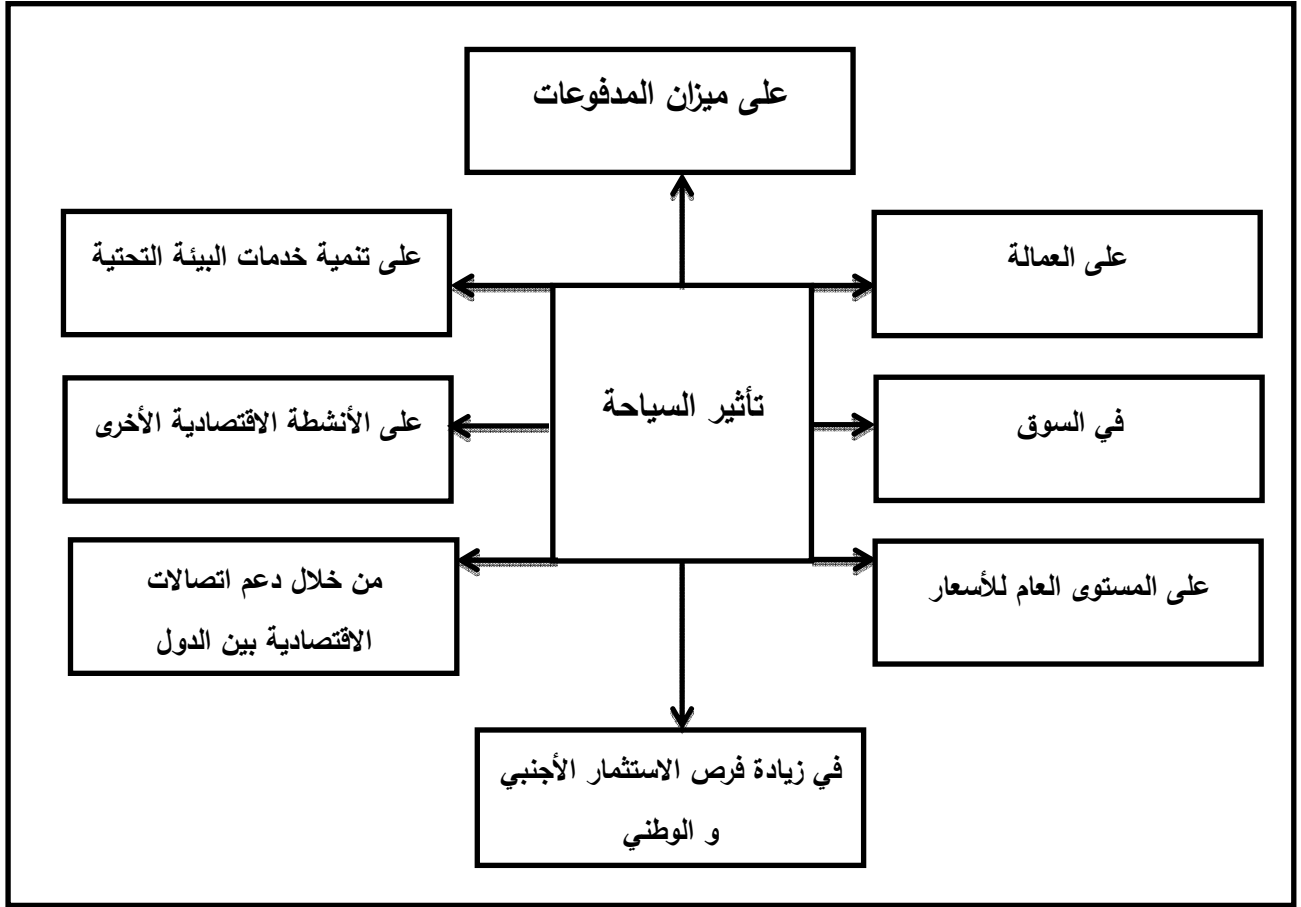 على ميزان المدفوعات
على العمالة
على تنمية خدمات البيئة التحتية
في السوق
تأثير السياحة
على الأنشطة الاقتصادية الأخرى
على المستوى العام للأسعار
من خلال دعم اتصالات
الاقتصادية بين الدول
في زيادة فرص الاستثمار الأجنبي
و الوطني